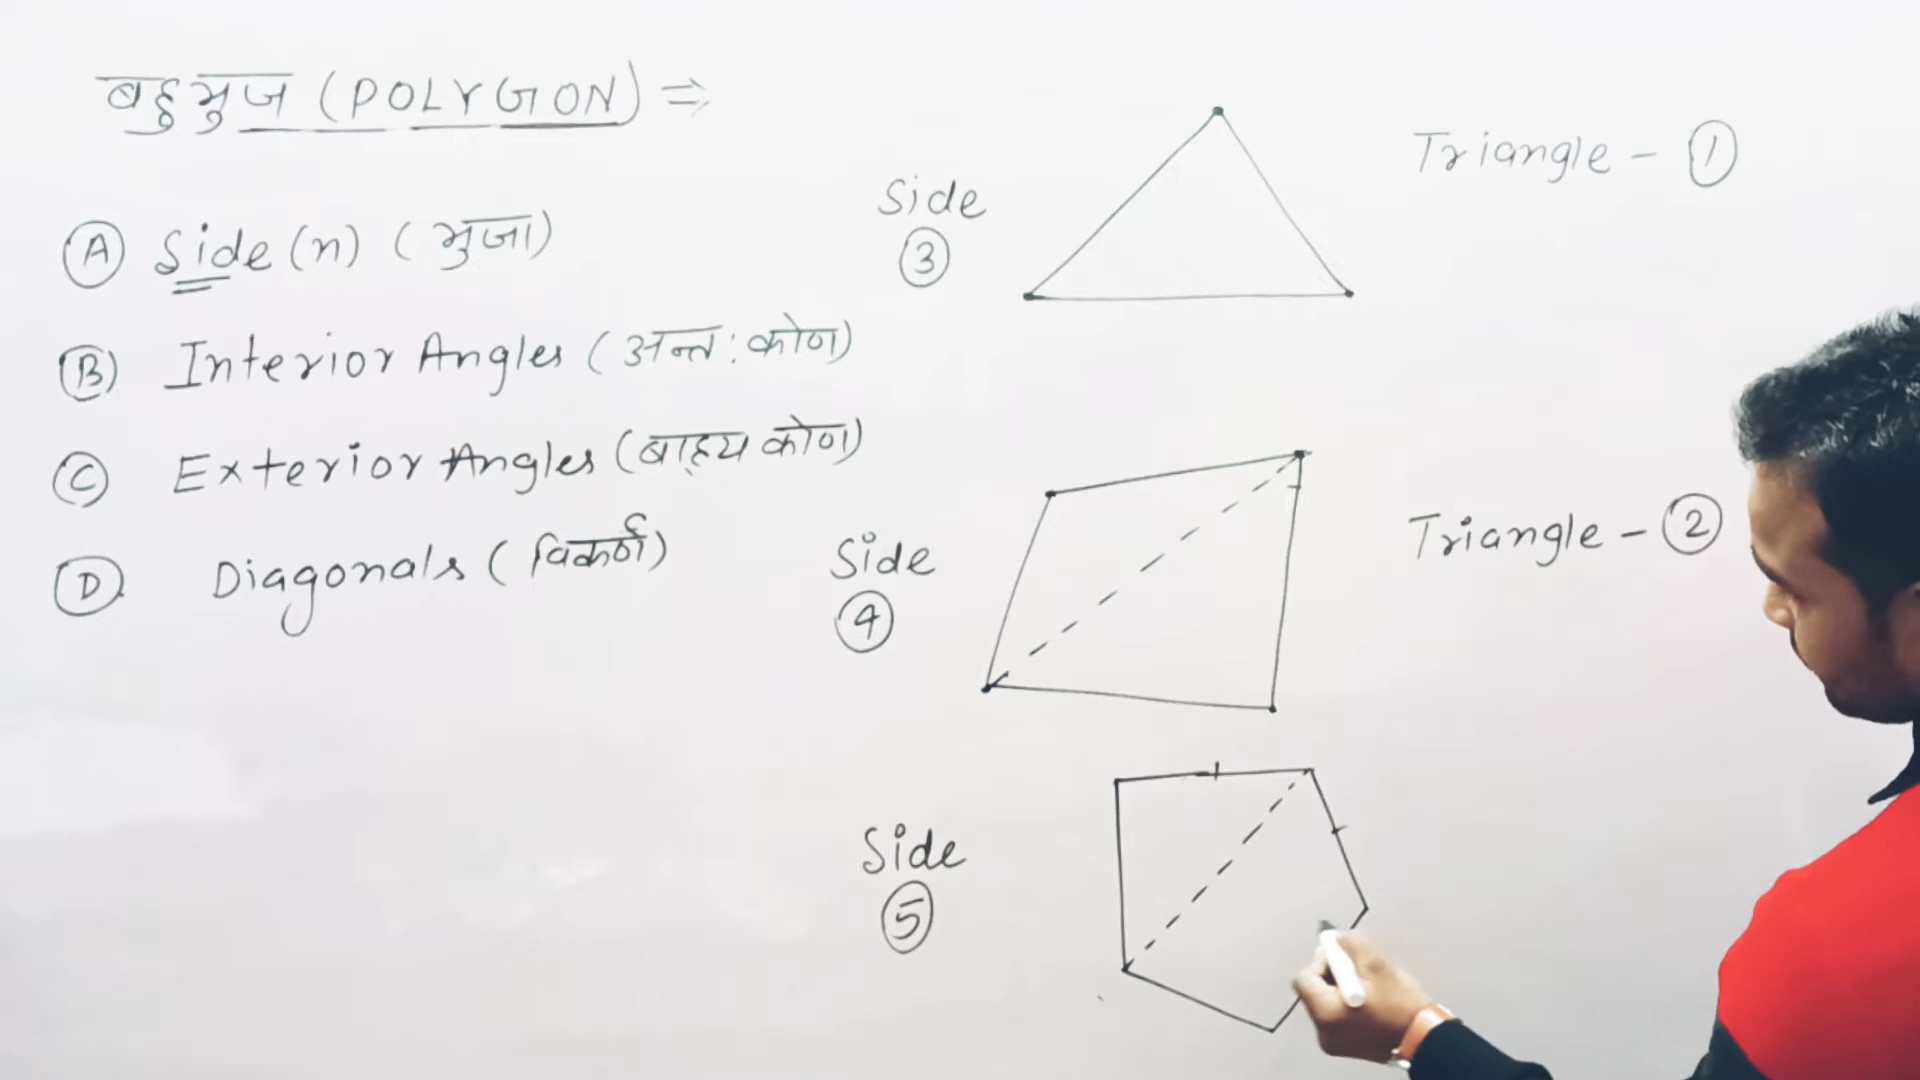 बहुभुज (POLYGON) ⇒
A Side (n) (भुजा)
B Interior Angles (अन्त:कोण)
C Exterior Angles (बाह्य कोण)
D Diagonals (विकर्ण)
Side
3
Triangle - 1
Side
4
Triangle - 2
Side
5